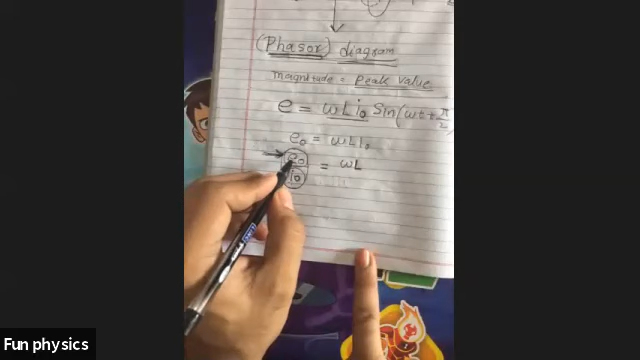 (Phasor) diagram
magnitude = Peak value
e = ωLi₀ Sin(ωt + π/2
e₀ = ωLi₀
e₀/i₀ = ωL
Fun physics